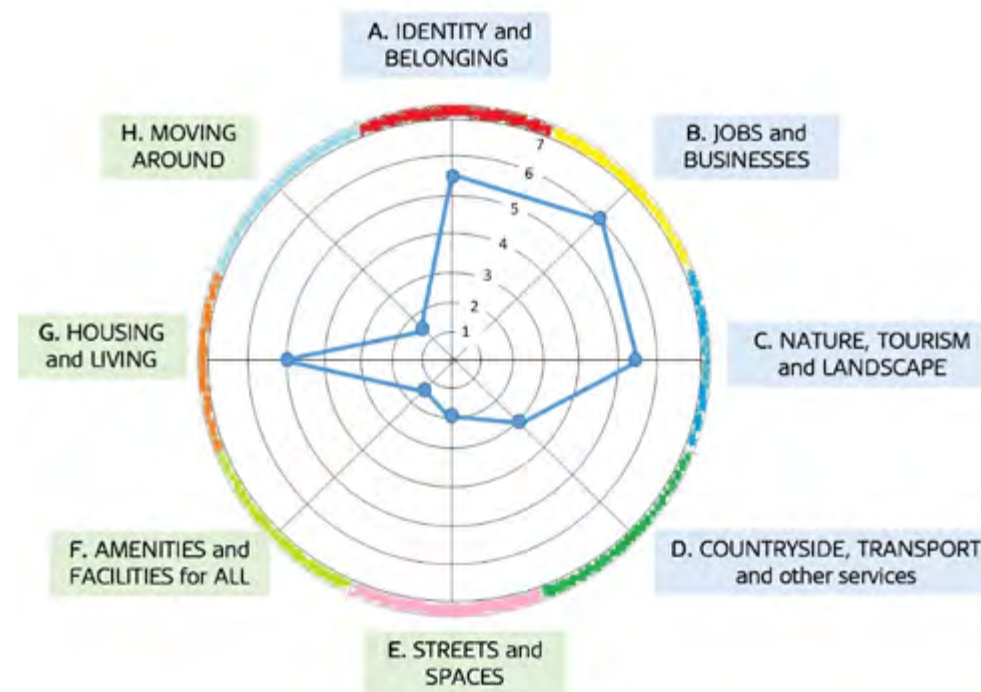 A. IDENTITY and
BELONGING
H. MOVING
AROUND
B. JOBS and
BUSINESSES
7
6
5
4
3
2
1
G. HOUSING
and LIVING
C. NATURE, TOURISM
and LANDSCAPE
F. AMENITIES and
FACILITIES for ALL
D. COUNTRYSIDE, TRANSPORT
and other services
E. STREETS and
SPACES